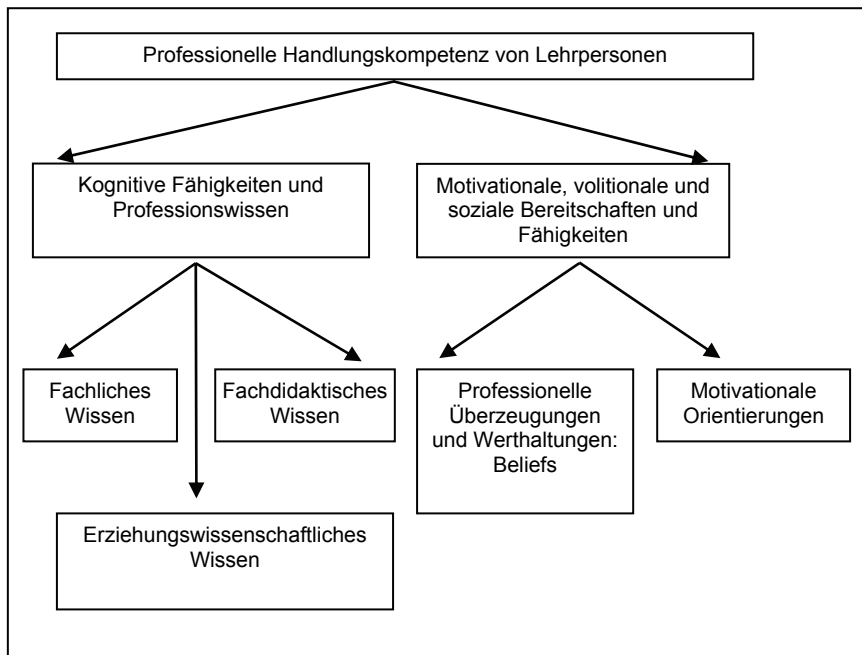 Professionelle Handlungskompetenz von Lehrpersonen
Kognitive Fähigkeiten und
Professionswissen
Motivationale, volitionale und
soziale Bereitschaften und
Fähigkeiten
Fachliches
Wissen
Fachdidaktisches
Wissen
Professionelle
Überzeugungen
und Werthaltungen:
Beliefs
Motivationale
Orientierungen
Erziehungswissenschaftliches
Wissen